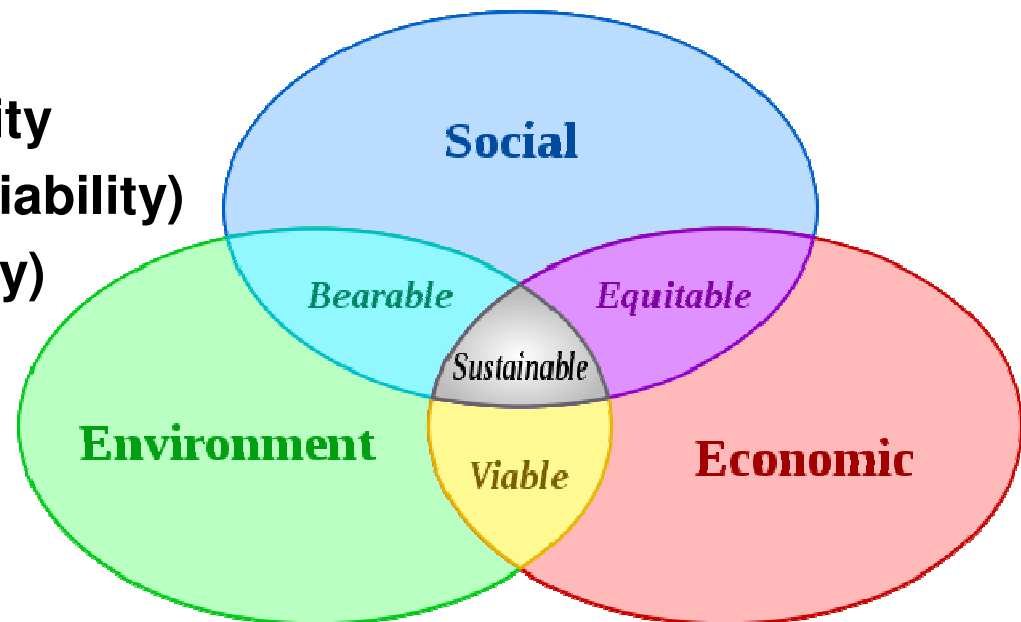 ity
iability)
y)
Social
Bearable Equitable
Sustainable
Environment Economic
Viable